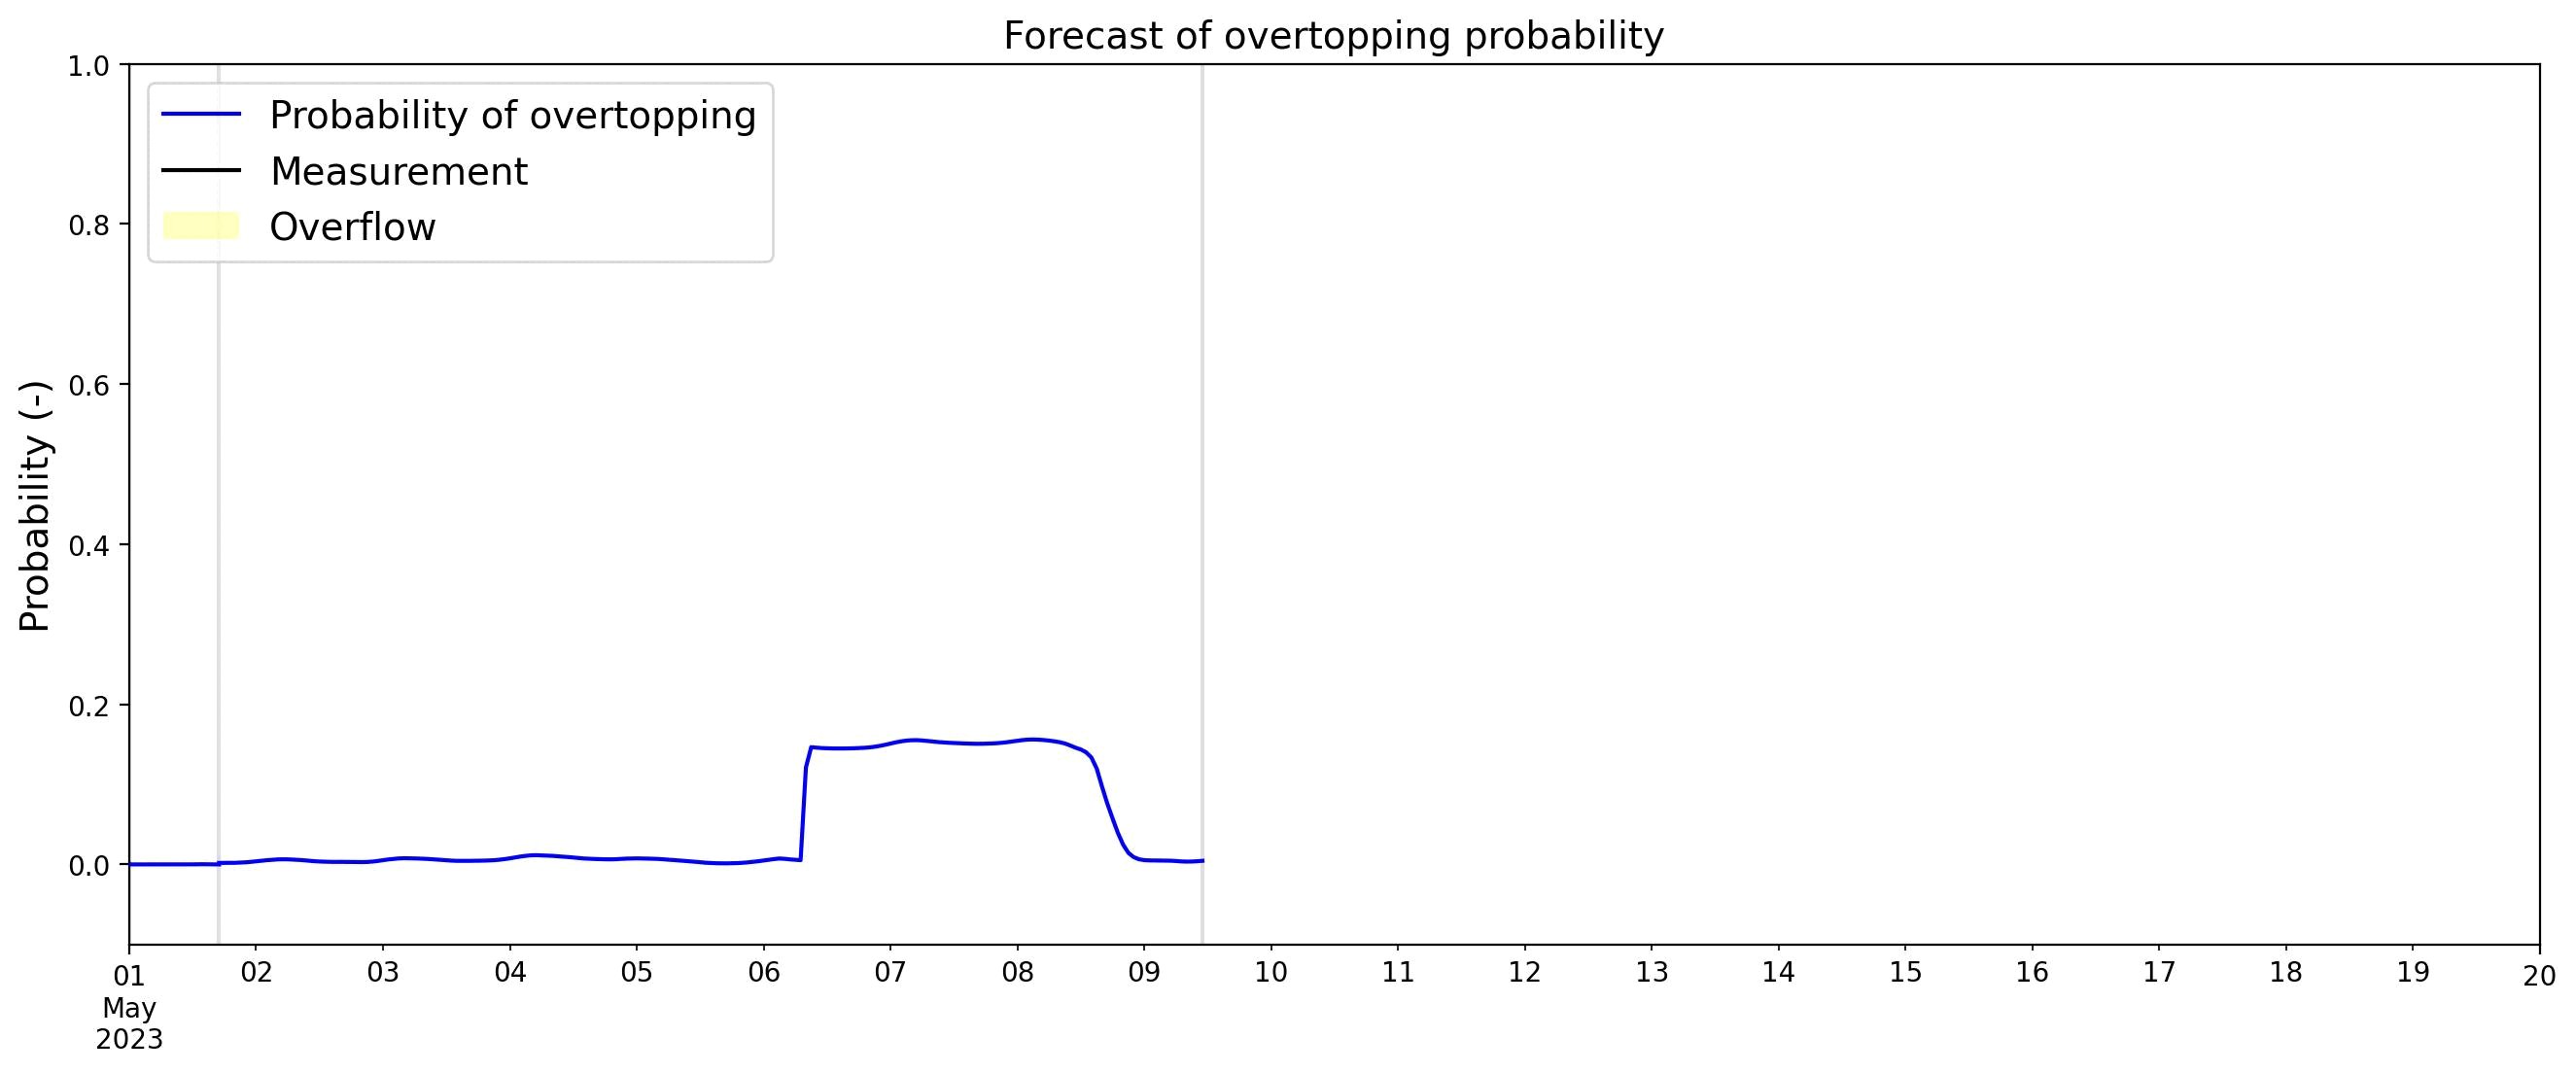 Forecast of overtopping probability
1.0
0.8
0.6
0.4
0.2
0.0
Probability (-)
Probability of overtopping
Measurement
Overflow
01 02 03 04 05 06 07 08 09 10 11 12 13 14 15 16 17 18 19 20
May
2023